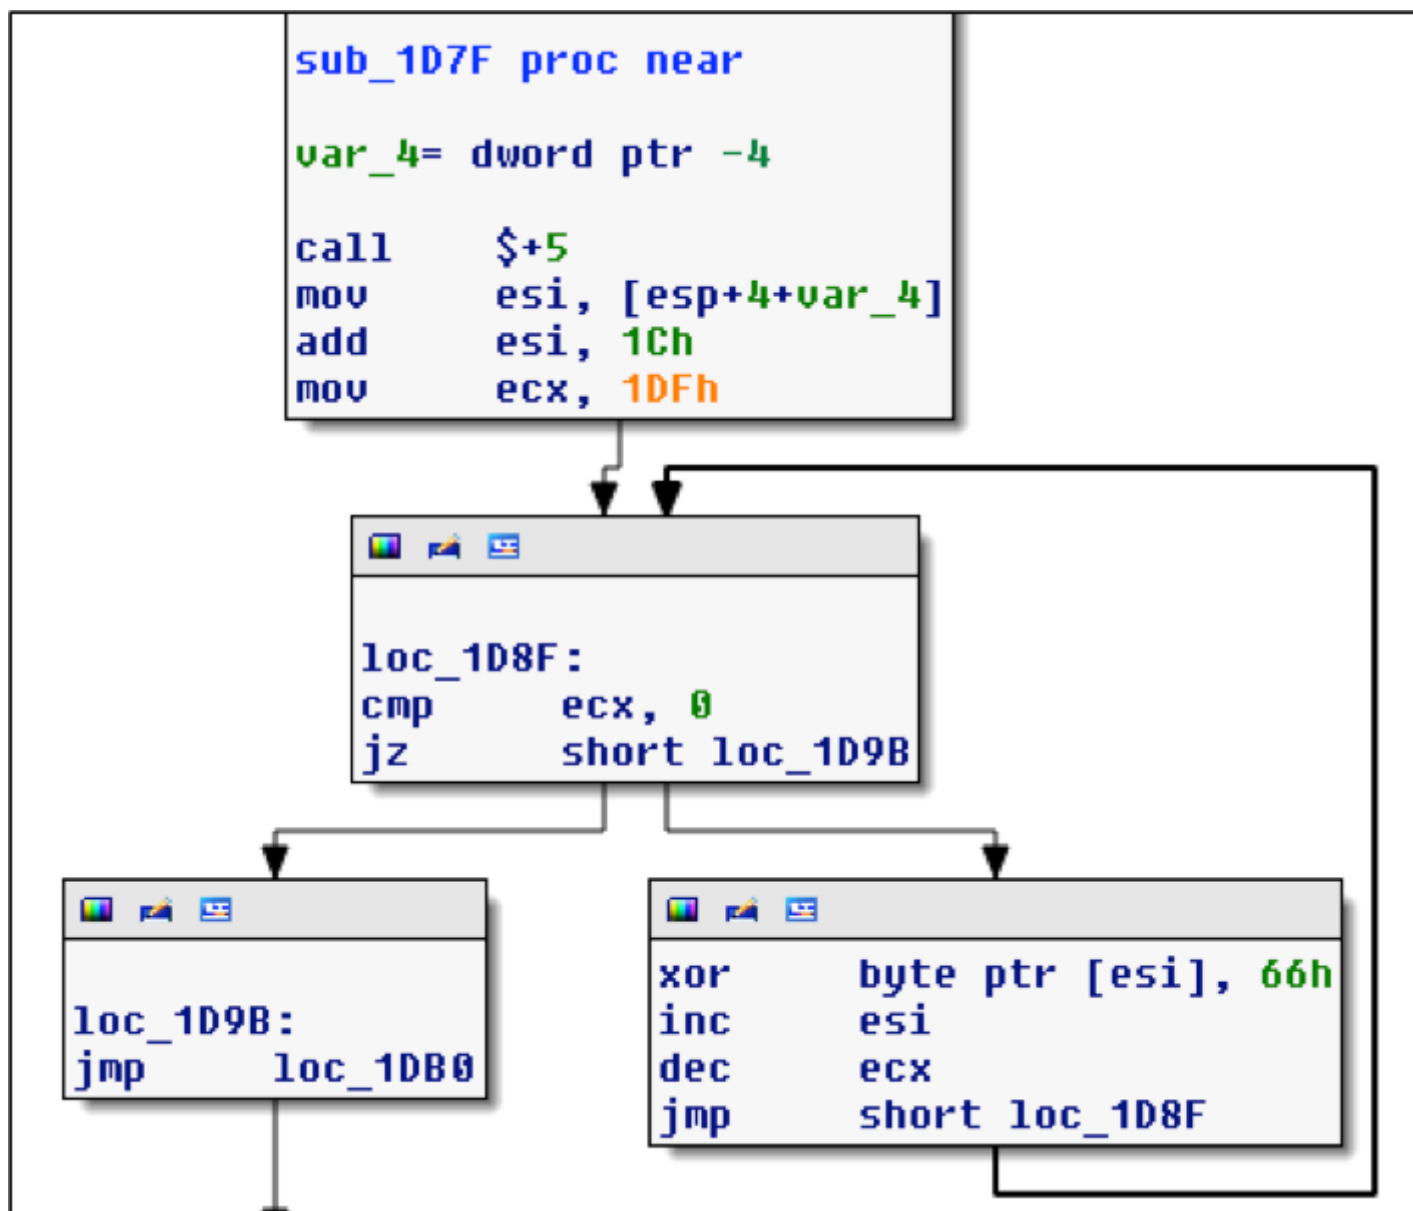 sub_1D7F proc near
var_4= dword ptr -4
call $+5
mov esi, [esp+4+var_4]
add esi, 1Ch
mov ecx, 1DFh
loc_1D8F:
cmp ecx, 0
jz short loc_1D9B
loc_1D9B:
jmp loc_1DB0
xor byte ptr [esi], 66h
inc esi
dec ecx
jmp short loc_1D8F